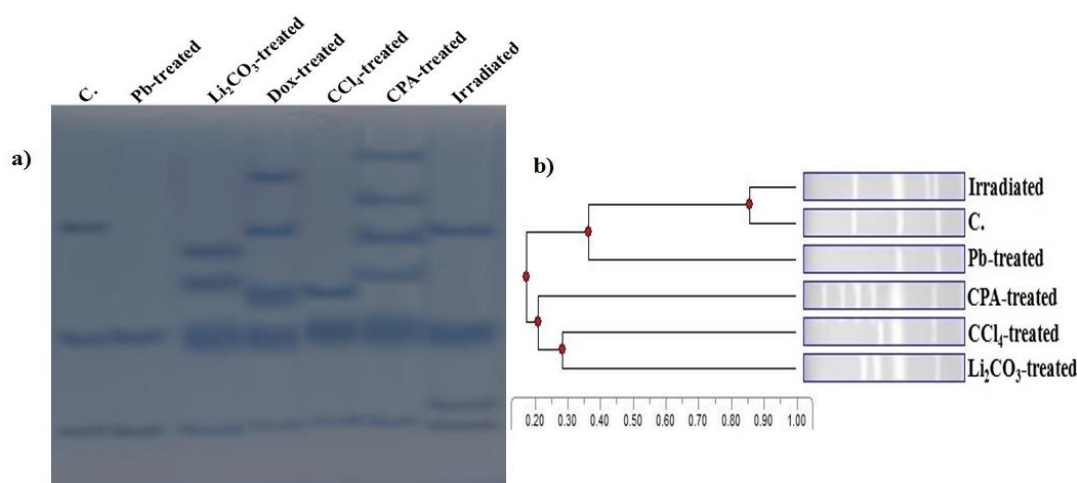 C.
Pb-treated
Li₂CO₃-treated
Dox-treated
CCl₄-treated
CPA-treated
Irradiated
a)
b)
Irradiated
C.
Pb-treated
CPA-treated
CCl₄-treated
Li₂CO₃-treated
0.20 0.30 0.40 0.50 0.60 0.70 0.80 0.90 1.00